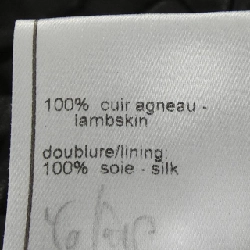 100% cuir agneau -
lambskin
doublure/lining:
100% soie - silk